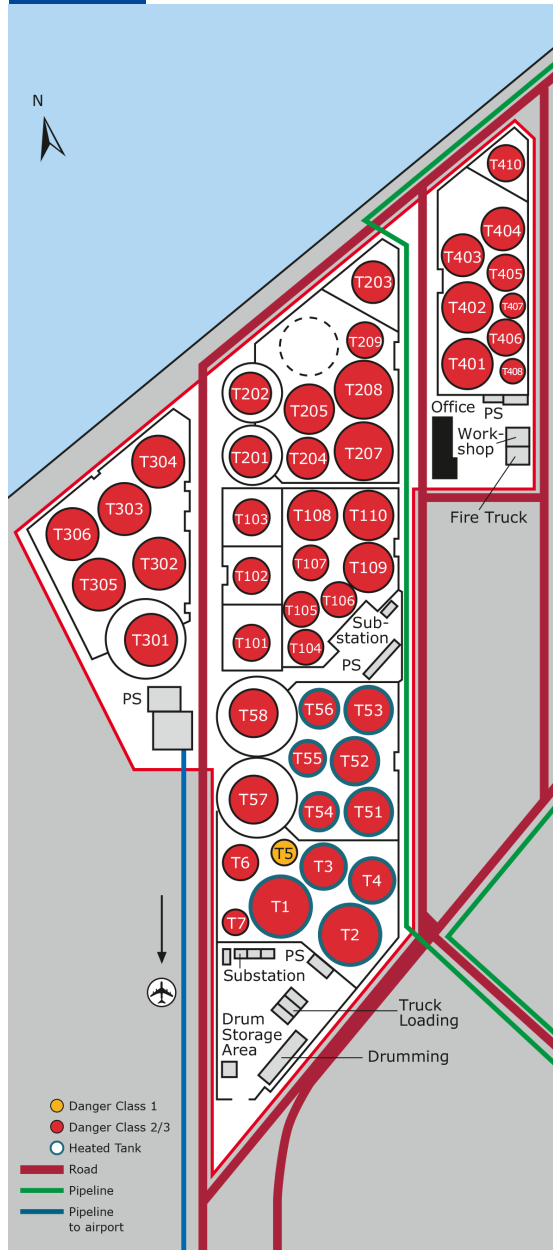 N
T410
T404
T403
T405
T402
T407
T406
T401
T408
Office
PS
Work-
shop
Fire Truck
T203
T209
T202
T208
T205
T201
T204
T207
T304
T303
T306
T302
T305
T301
PS
T103
T108
T110
T107
T102
T109
T106
T105
T101
T104
Sub-
station
PS
T58
T56
T53
T55
T52
T57
T54
T51
T5
T6
T3
T4
T1
T7
T2
PS
Substation
Truck
Loading
Drum
Storage
Area
Drumming
Danger Class 1
Danger Class 2/3
Heated Tank
Road
Pipeline
Pipeline
to airport